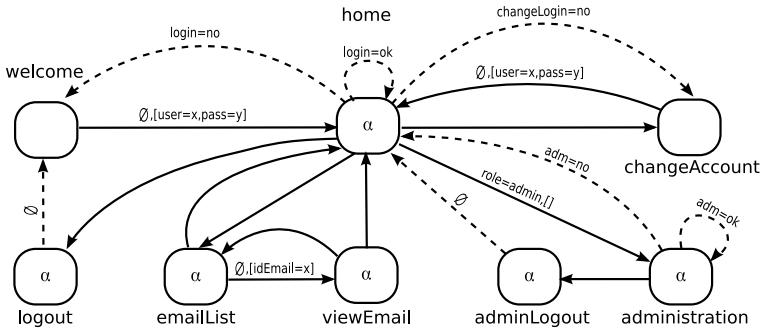 home
login=no
changeLogin=no
login=ok
welcome
Ø,[user=x,pass=y]
Ø,[user=x,pass=y]
α
changeAccount
adm=no
role=admin,[]
Ø
Ø
adm=ok
Ø,[idEmail=x]
α
α
α
α
α
logout
emailList
viewEmail
adminLogout
administration